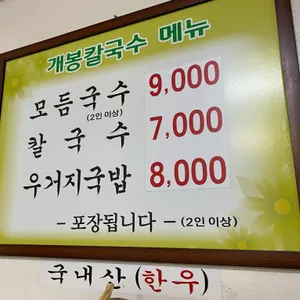 개봉칼국수 메뉴
모듬국수 9,000
(2인 이상)
칼 국 수 7,000
우거지국밥 8,000
- 포장됩니다 - (2인 이상)
국내산 (한우)